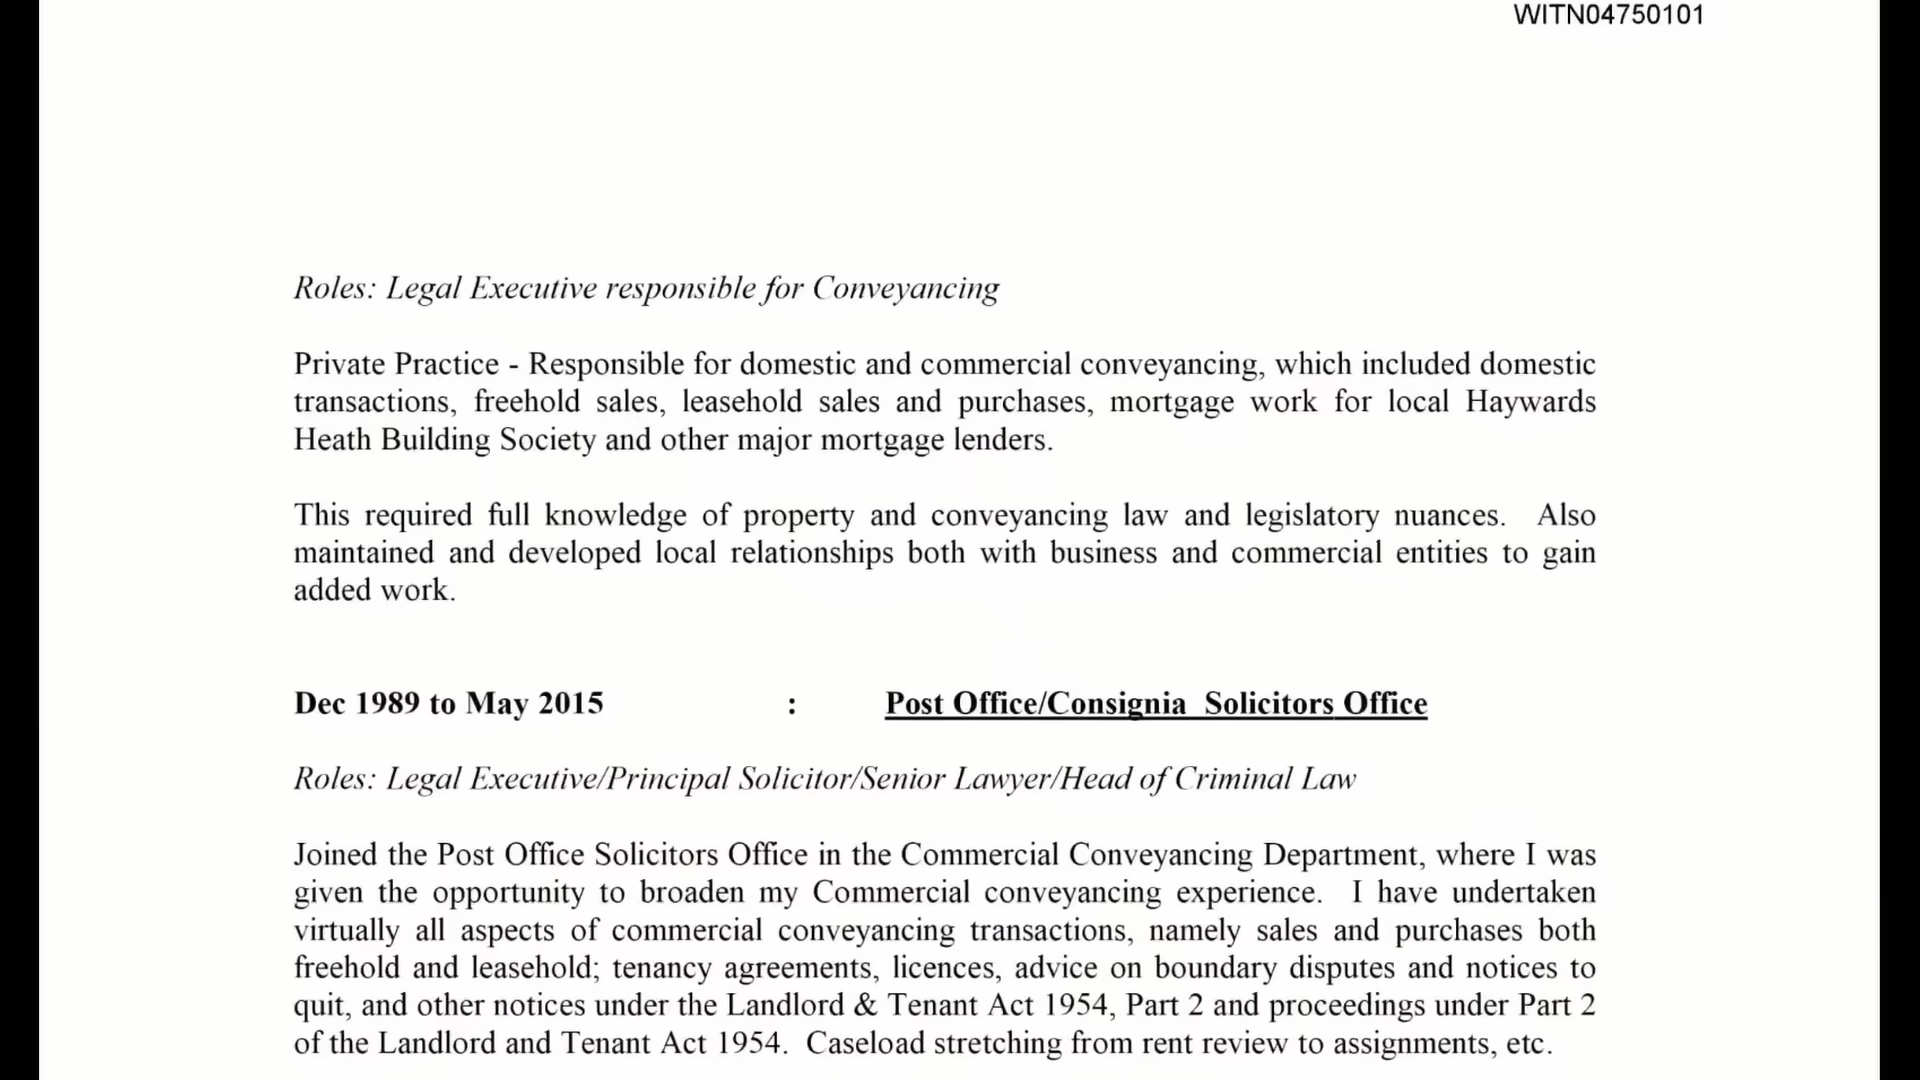 WITN04750101
Roles: Legal Executive responsible for Conveyancing
Private Practice - Responsible for domestic and commercial conveyancing, which included domestic
transactions, freehold sales, leasehold sales and purchases, mortgage work for local Haywards
Heath Building Society and other major mortgage lenders.
This required full knowledge of property and conveyancing law and legislatory nuances.  Also
maintained and developed local relationships both with business and commercial entities to gain
added work.
Dec 1989 to May 2015 : Post Office/Consignia  Solicitors Office
Roles: Legal Executive/Principal Solicitor/Senior Lawyer/Head of Criminal Law
Joined the Post Office Solicitors Office in the Commercial Conveyancing Department, where I was
given the opportunity to broaden my Commercial conveyancing experience.  I have undertaken
virtually all aspects of commercial conveyancing transactions, namely sales and purchases both
freehold and leasehold; tenancy agreements, licences, advice on boundary disputes and notices to
quit, and other notices under the Landlord & Tenant Act 1954, Part 2 and proceedings under Part 2
of the Landlord and Tenant Act 1954.  Caseload stretching from rent review to assignments, etc.